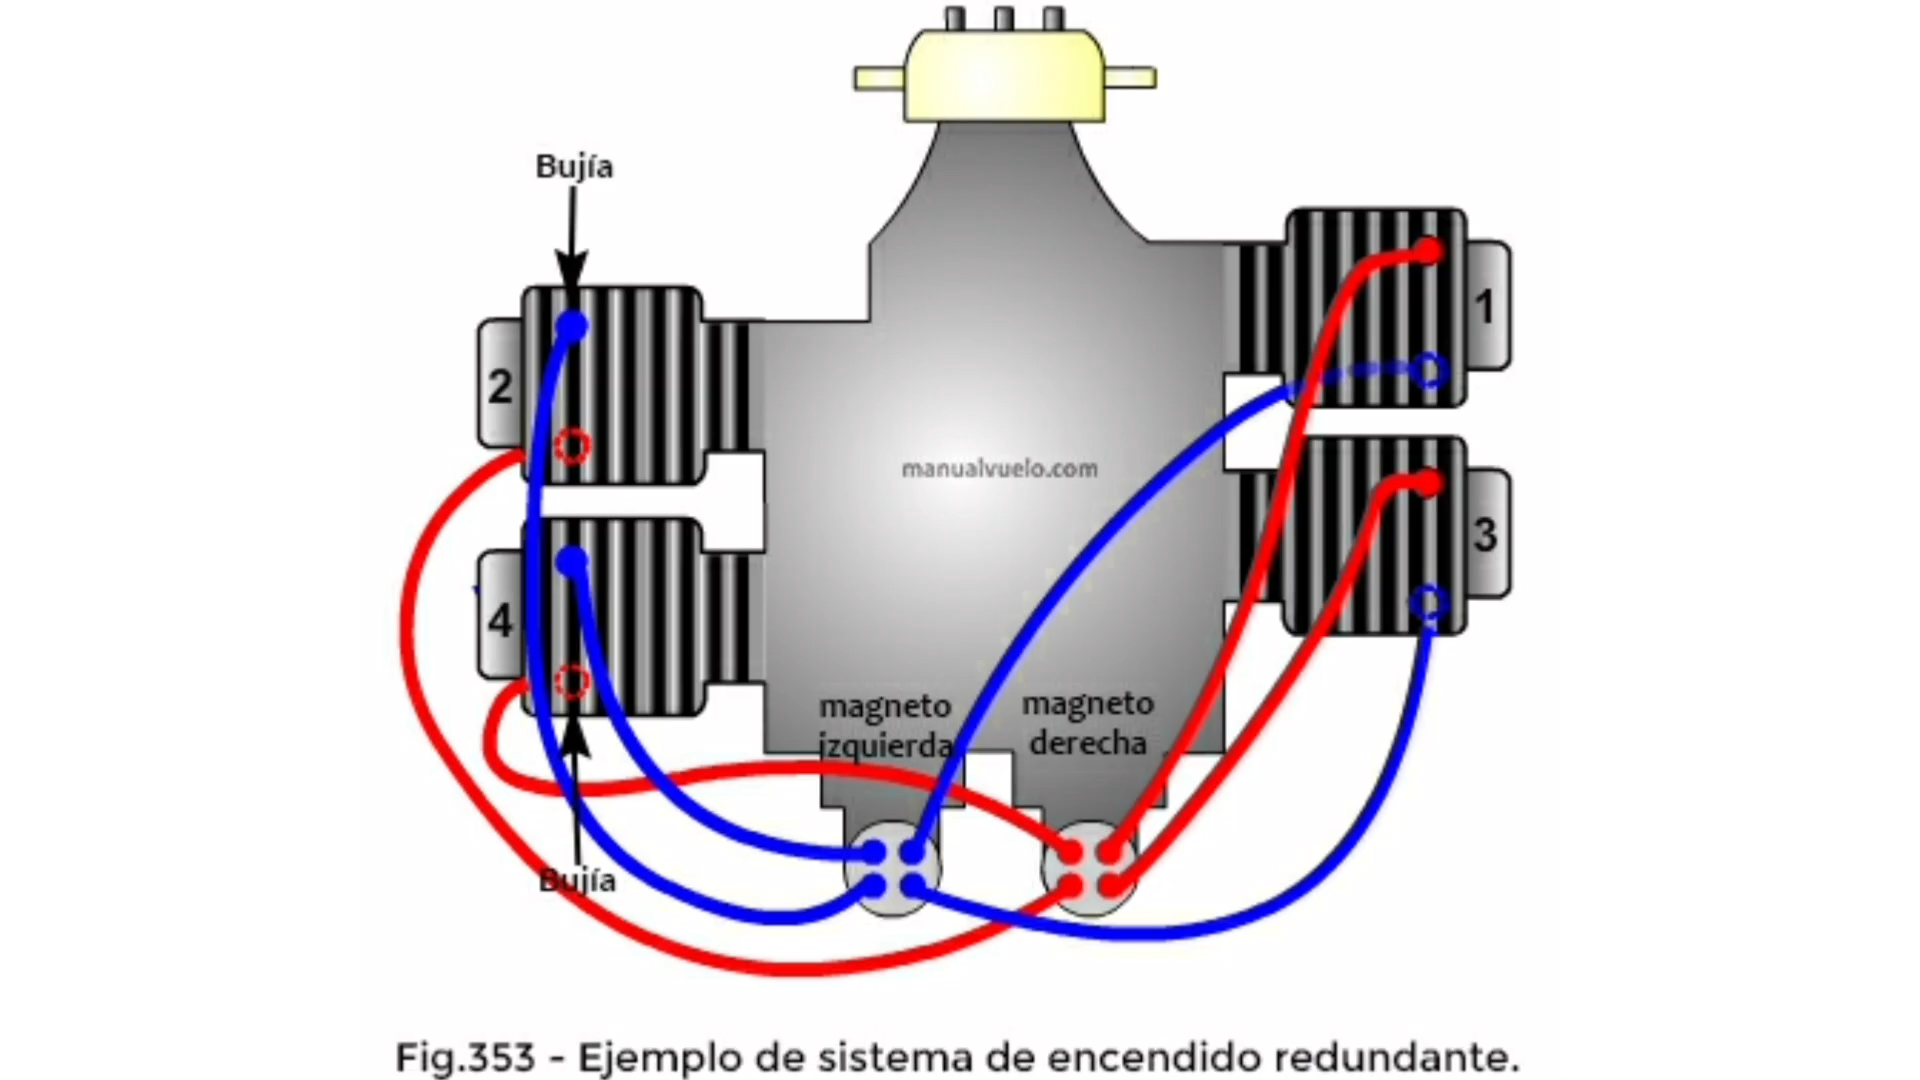 Bujía
1
2
manualvuelo.com
3
4
magneto
izquierda
magneto
derecha
Bujía
Fig.353 - Ejemplo de sistema de encendido redundante.